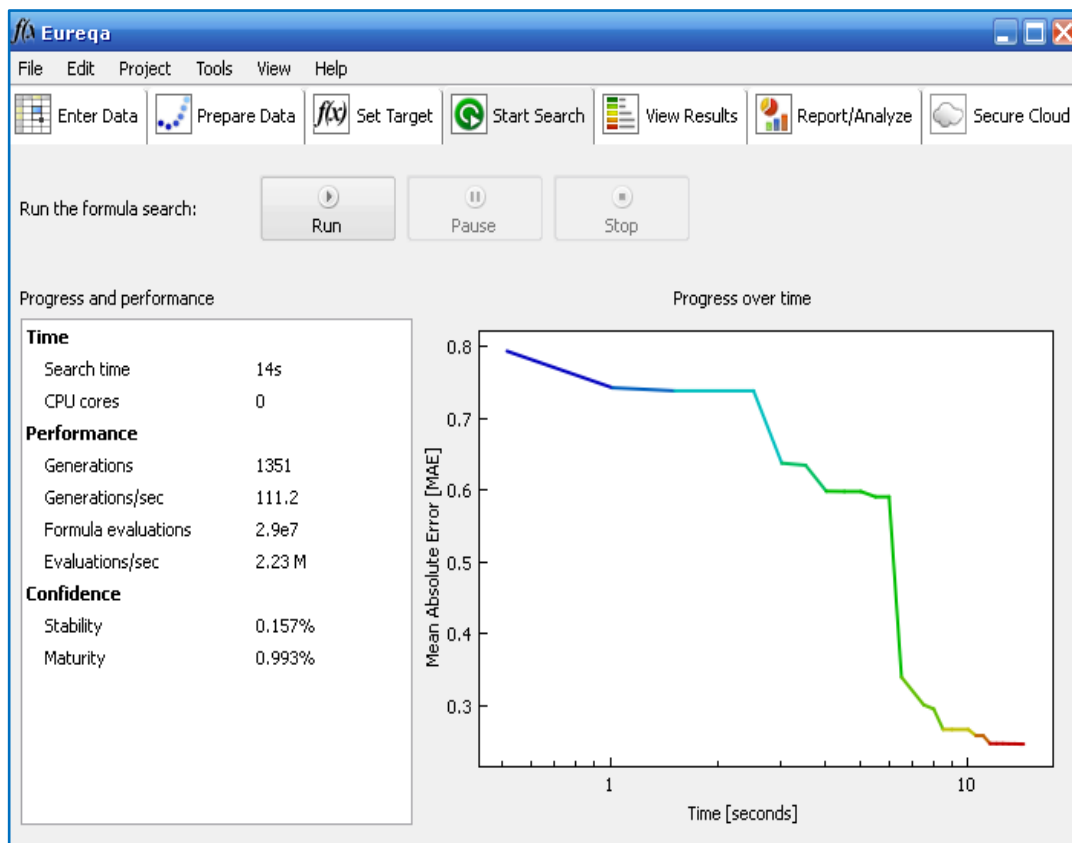 f(x) Eureqa
File Edit Project Tools View Help
Enter Data Prepare Data f(x) Set Target Start Search View Results Report/Analyze Secure Cloud
Run the formula search: Run Pause Stop
Progress and performance
Time
Search time 14s
CPU cores 0
Performance
Generations 1351
Generations/sec 111.2
Formula evaluations 2.9e7
Evaluations/sec 2.23 M
Confidence
Stability 0.157%
Maturity 0.993%
Progress over time
Mean Absolute Error [MAE]
0.8
0.7
0.6
0.5
0.4
0.3
1 10
Time [seconds]